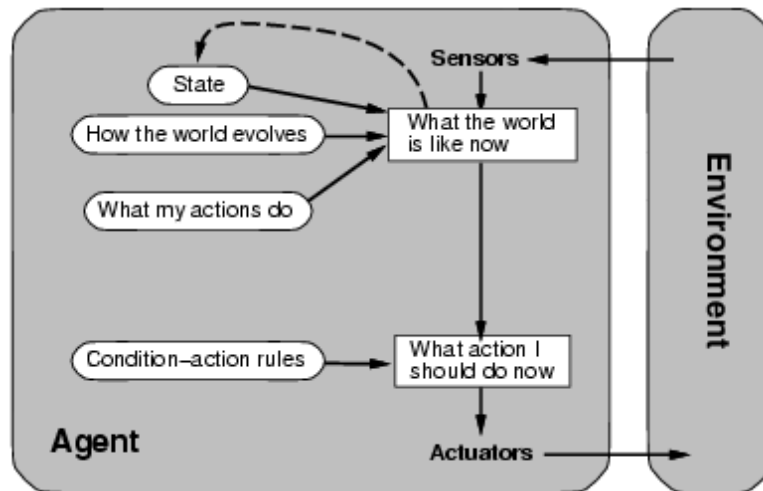 Sensors
State
What the world
is like now
How the world evolves
What my actions do
Environment
Condition–action rules
What action I
should do now
Agent
Actuators